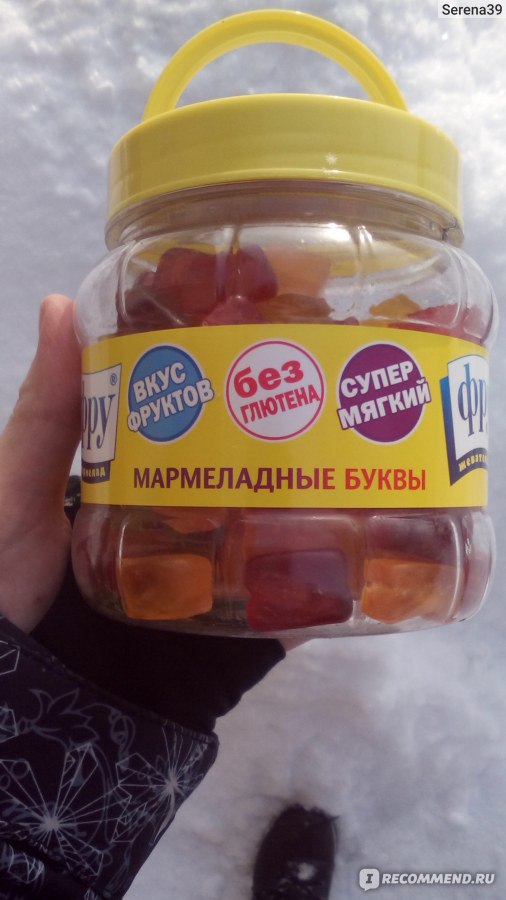 Serena39
ВКУС
ФРУКТОВ
без
ГЛЮТЕНА
СУПЕР
МЯГКИЙ
МАРМЕЛАДНЫЕ БУКВЫ
I RECOMMEND.RU